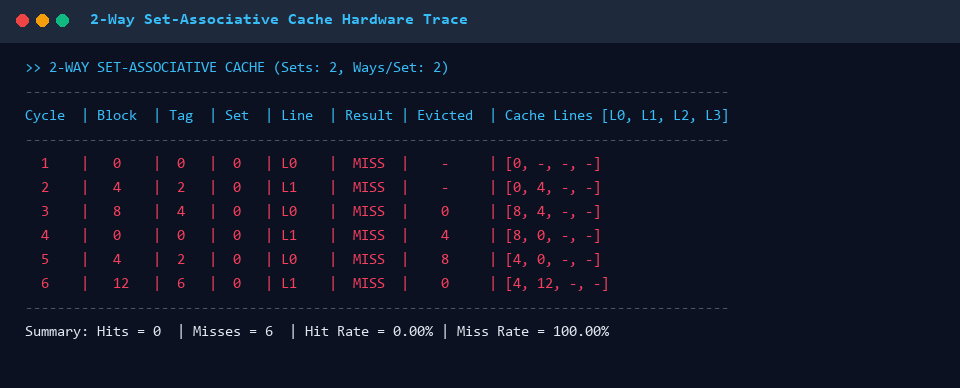 2-Way Set-Associative Cache Hardware Trace
>> 2-WAY SET-ASSOCIATIVE CACHE (Sets: 2, Ways/Set: 2)
----------------------------------------------------------------------------------------
Cycle  | Block  | Tag  | Set  | Line  | Result | Evicted  | Cache Lines [L0, L1, L2, L3]
----------------------------------------------------------------------------------------
  1    |   0    |  0   |  0   | L0    |  MISS  |    -     | [0, -, -, -]
  2    |   4    |  2   |  0   | L1    |  MISS  |    -     | [0, 4, -, -]
  3    |   8    |  4   |  0   | L0    |  MISS  |    0     | [8, 4, -, -]
  4    |   0    |  0   |  0   | L1    |  MISS  |    4     | [8, 0, -, -]
  5    |   4    |  2   |  0   | L0    |  MISS  |    8     | [4, 0, -, -]
  6    |   12   |  6   |  0   | L1    |  MISS  |    0     | [4, 12, -, -]
----------------------------------------------------------------------------------------
Summary: Hits = 0  | Misses = 6  | Hit Rate = 0.00% | Miss Rate = 100.00%